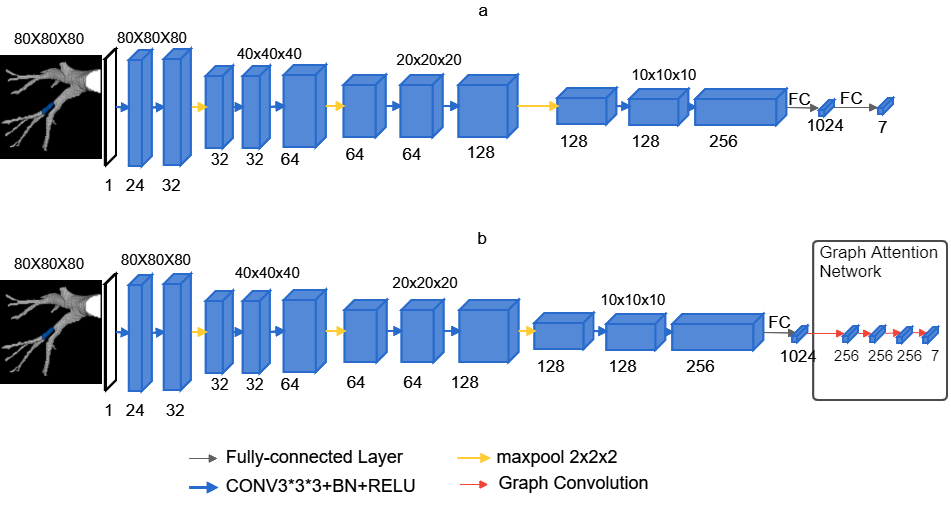 a
80X80X80
80X80X80
40x40x40
20x20x20
10x10x10
FC
FC
1
24
32
32
32
64
64
64
128
128
128
256
1024
7
b
80X80X80
80X80X80
40x40x40
20x20x20
10x10x10
FC
Graph Attention
Network
1
24
32
32
32
64
64
64
128
128
128
256
1024
256
256
256
7
Fully-connected Layer
maxpool 2x2x2
CONV3*3*3+BN+RELU
Graph Convolution